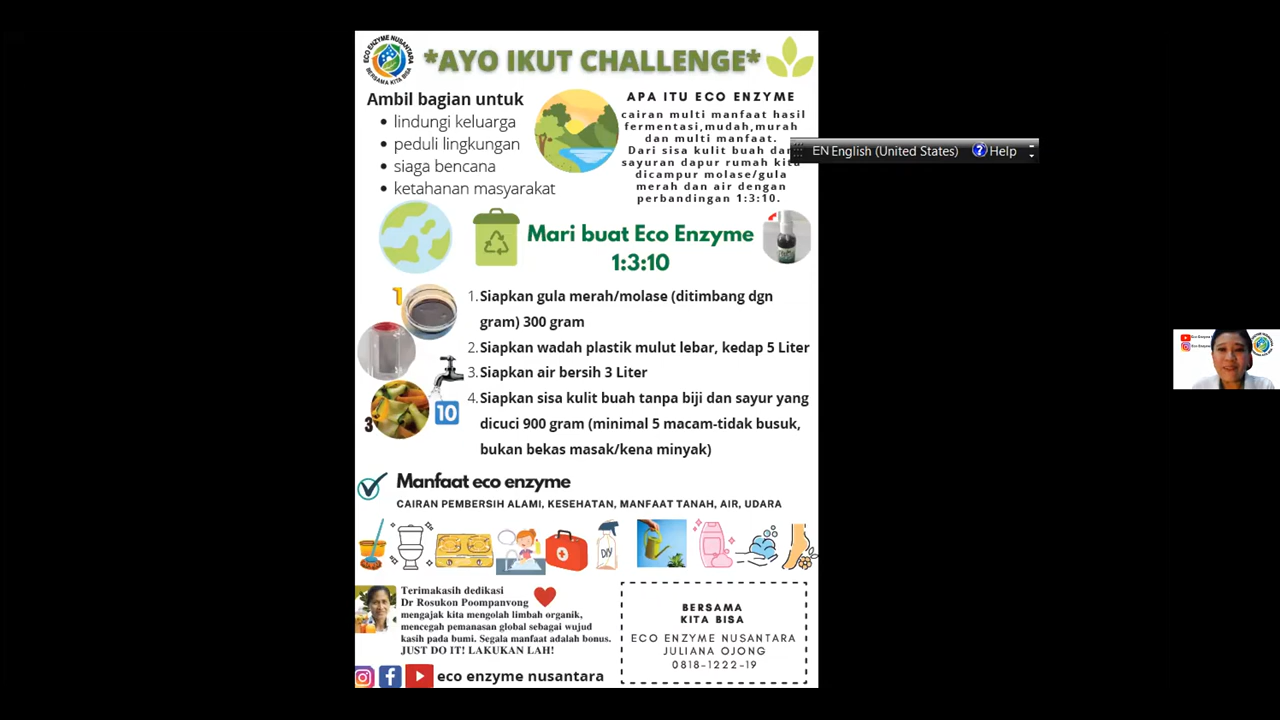 ECO ENZYME NUSANTARA
BERSAMA KITA BISA
*AYO IKUT CHALLENGE*
Ambil bagian untuk
• lindungi keluarga
• peduli lingkungan
• siaga bencana
• ketahanan masyarakat
APA ITU ECO ENZYME
cairan multi manfaat hasil
fermentasi,mudah,murah
dan multi manfaat.
Dari sisa kulit buah dan
sayuran dapur rumah kita
dicampur molase/gula
merah dan air dengan
perbandingan 1:3:10.
EN English (United States) Help
Mari buat Eco Enzyme
1:3:10
1
1. Siapkan gula merah/molase (ditimbang dgn
gram) 300 gram
2. Siapkan wadah plastik mulut lebar, kedap 5 Liter
3. Siapkan air bersih 3 Liter
4. Siapkan sisa kulit buah tanpa biji dan sayur yang
dicuci 900 gram (minimal 5 macam-tidak busuk,
bukan bekas masak/kena minyak)
10
3
Manfaat eco enzyme
CAIRAN PEMBERSIH ALAMI, KESEHATAN, MANFAAT TANAH, AIR, UDARA
DIY
Terimakasih dedikasi
Dr Rosukon Poompanvong
mengajak kita mengolah limbah organik,
mencegah pemanasan global sebagai wujud
kasih pada bumi. Segala manfaat adalah bonus.
JUST DO IT! LAKUKAN LAH!
eco enzyme nusantara
BERSAMA
KITA BISA
ECO ENZYME NUSANTARA
JULIANA OJONG
0818-1222-19